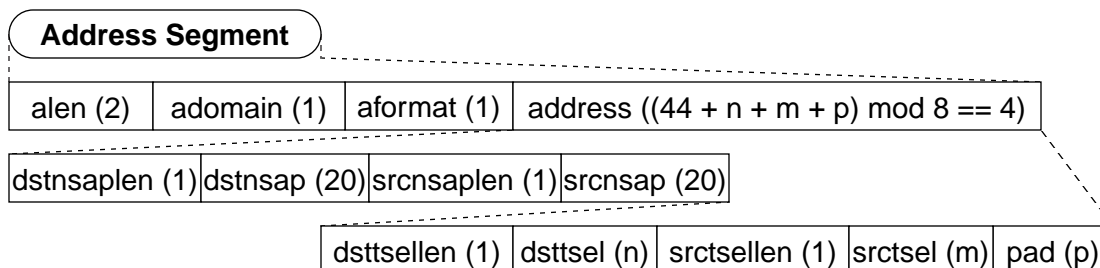 Address Segment
alen (2) adomain (1) aformat (1) address ((44 + n + m + p) mod 8 == 4)
dstnsaplen (1) dstnsap (20) srcnsaplen (1) srcnsap (20)
dsttsellen (1) dsttsel (n) srctsellen (1) srctsel (m) pad (p)